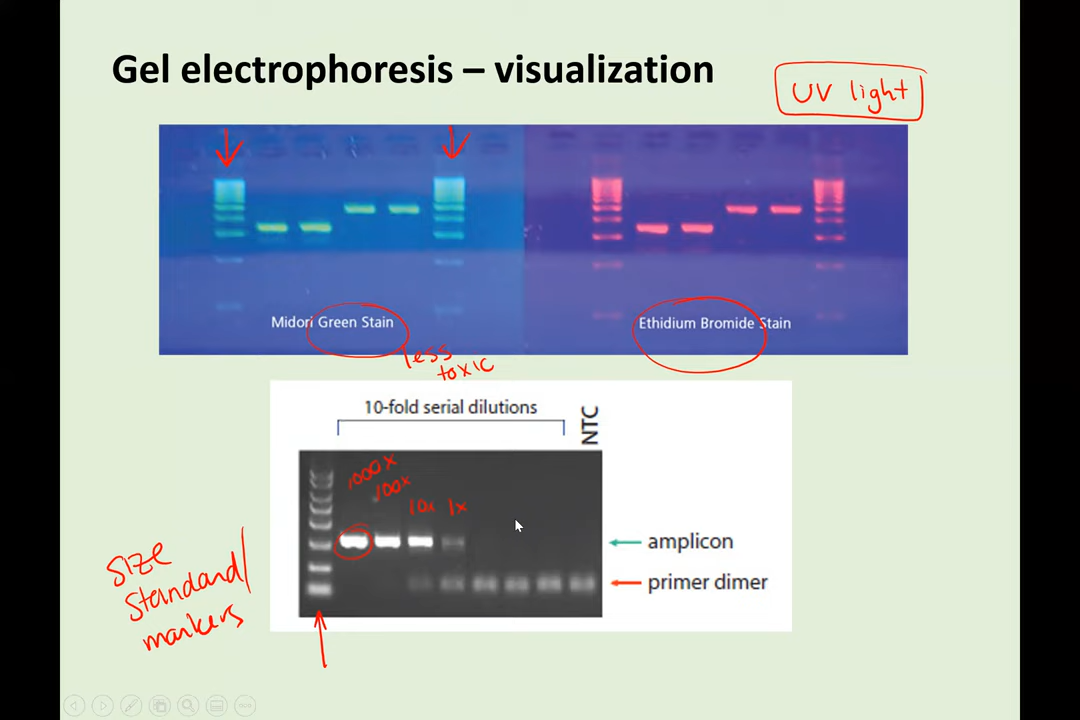 Gel electrophoresis – visualization
UV light
Midori Green Stain
Ethidium Bromide Stain
less
toxic
10-fold serial dilutions
NTC
1000x
100x
10x
1x
amplicon
primer dimer
size
standard/
markers